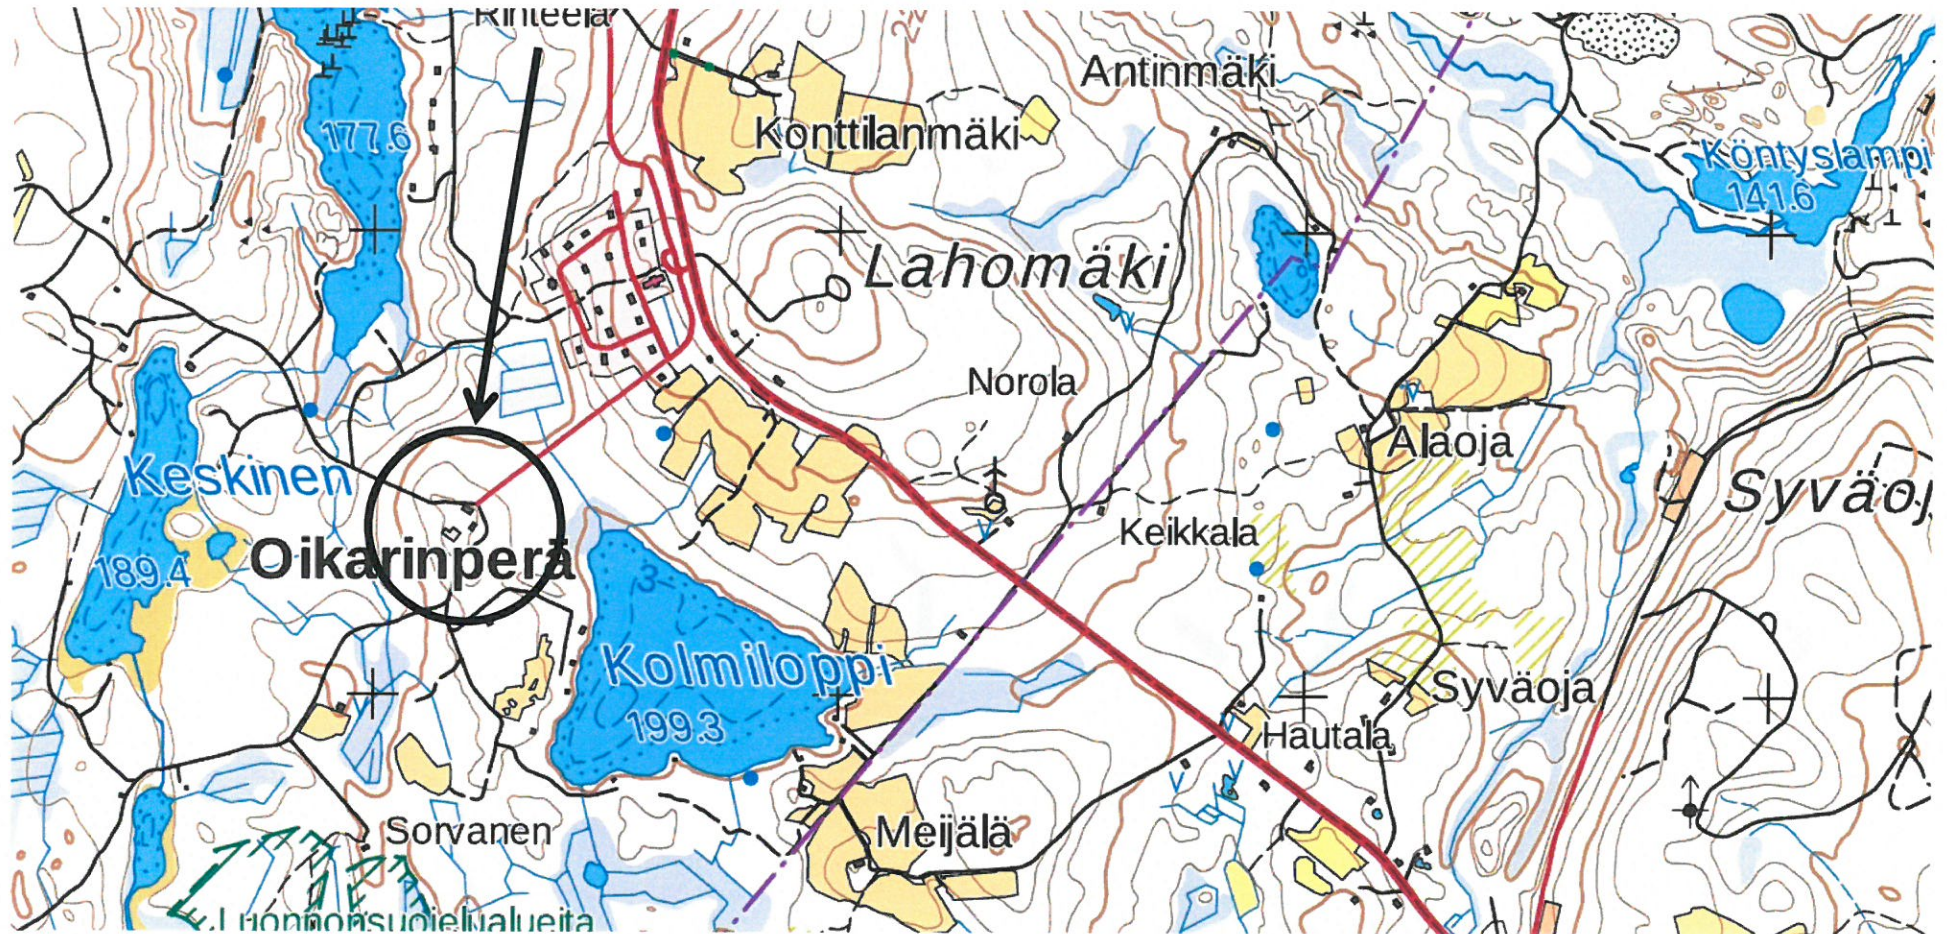 Rinteelä
Antinmäki
177.6
Konttilanmäki
Köntyslampi
141.6
Lahomäki
Norola
Alaoja
Keskinen
Syväoj
Keikkala
Oikarinperä
189.4
3
Kolmiloppi
Syväoja
199.3
Hautala
Sorvanen
Meijälä
Luonnonsuojelualueita